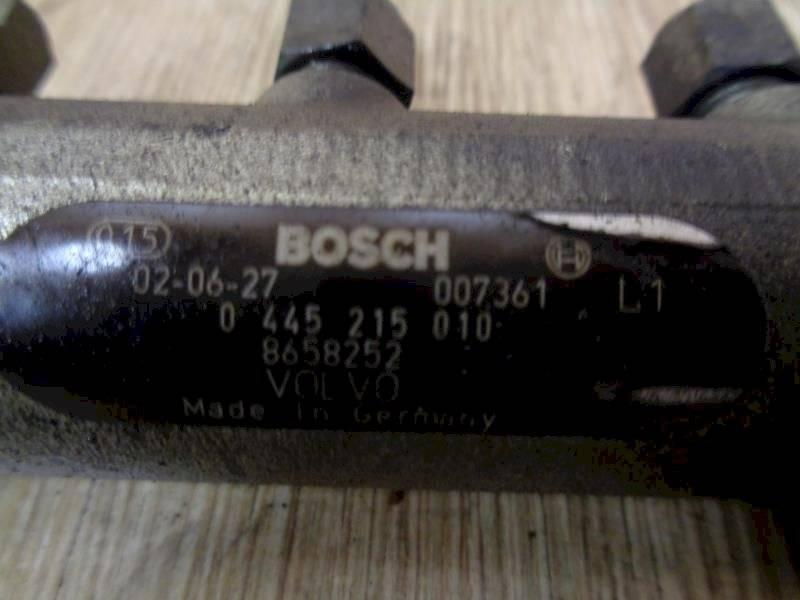 015 BOSCH
02-06-27 007361 L1
0 445 215 010
8658252
VOLVO
Made in Germany